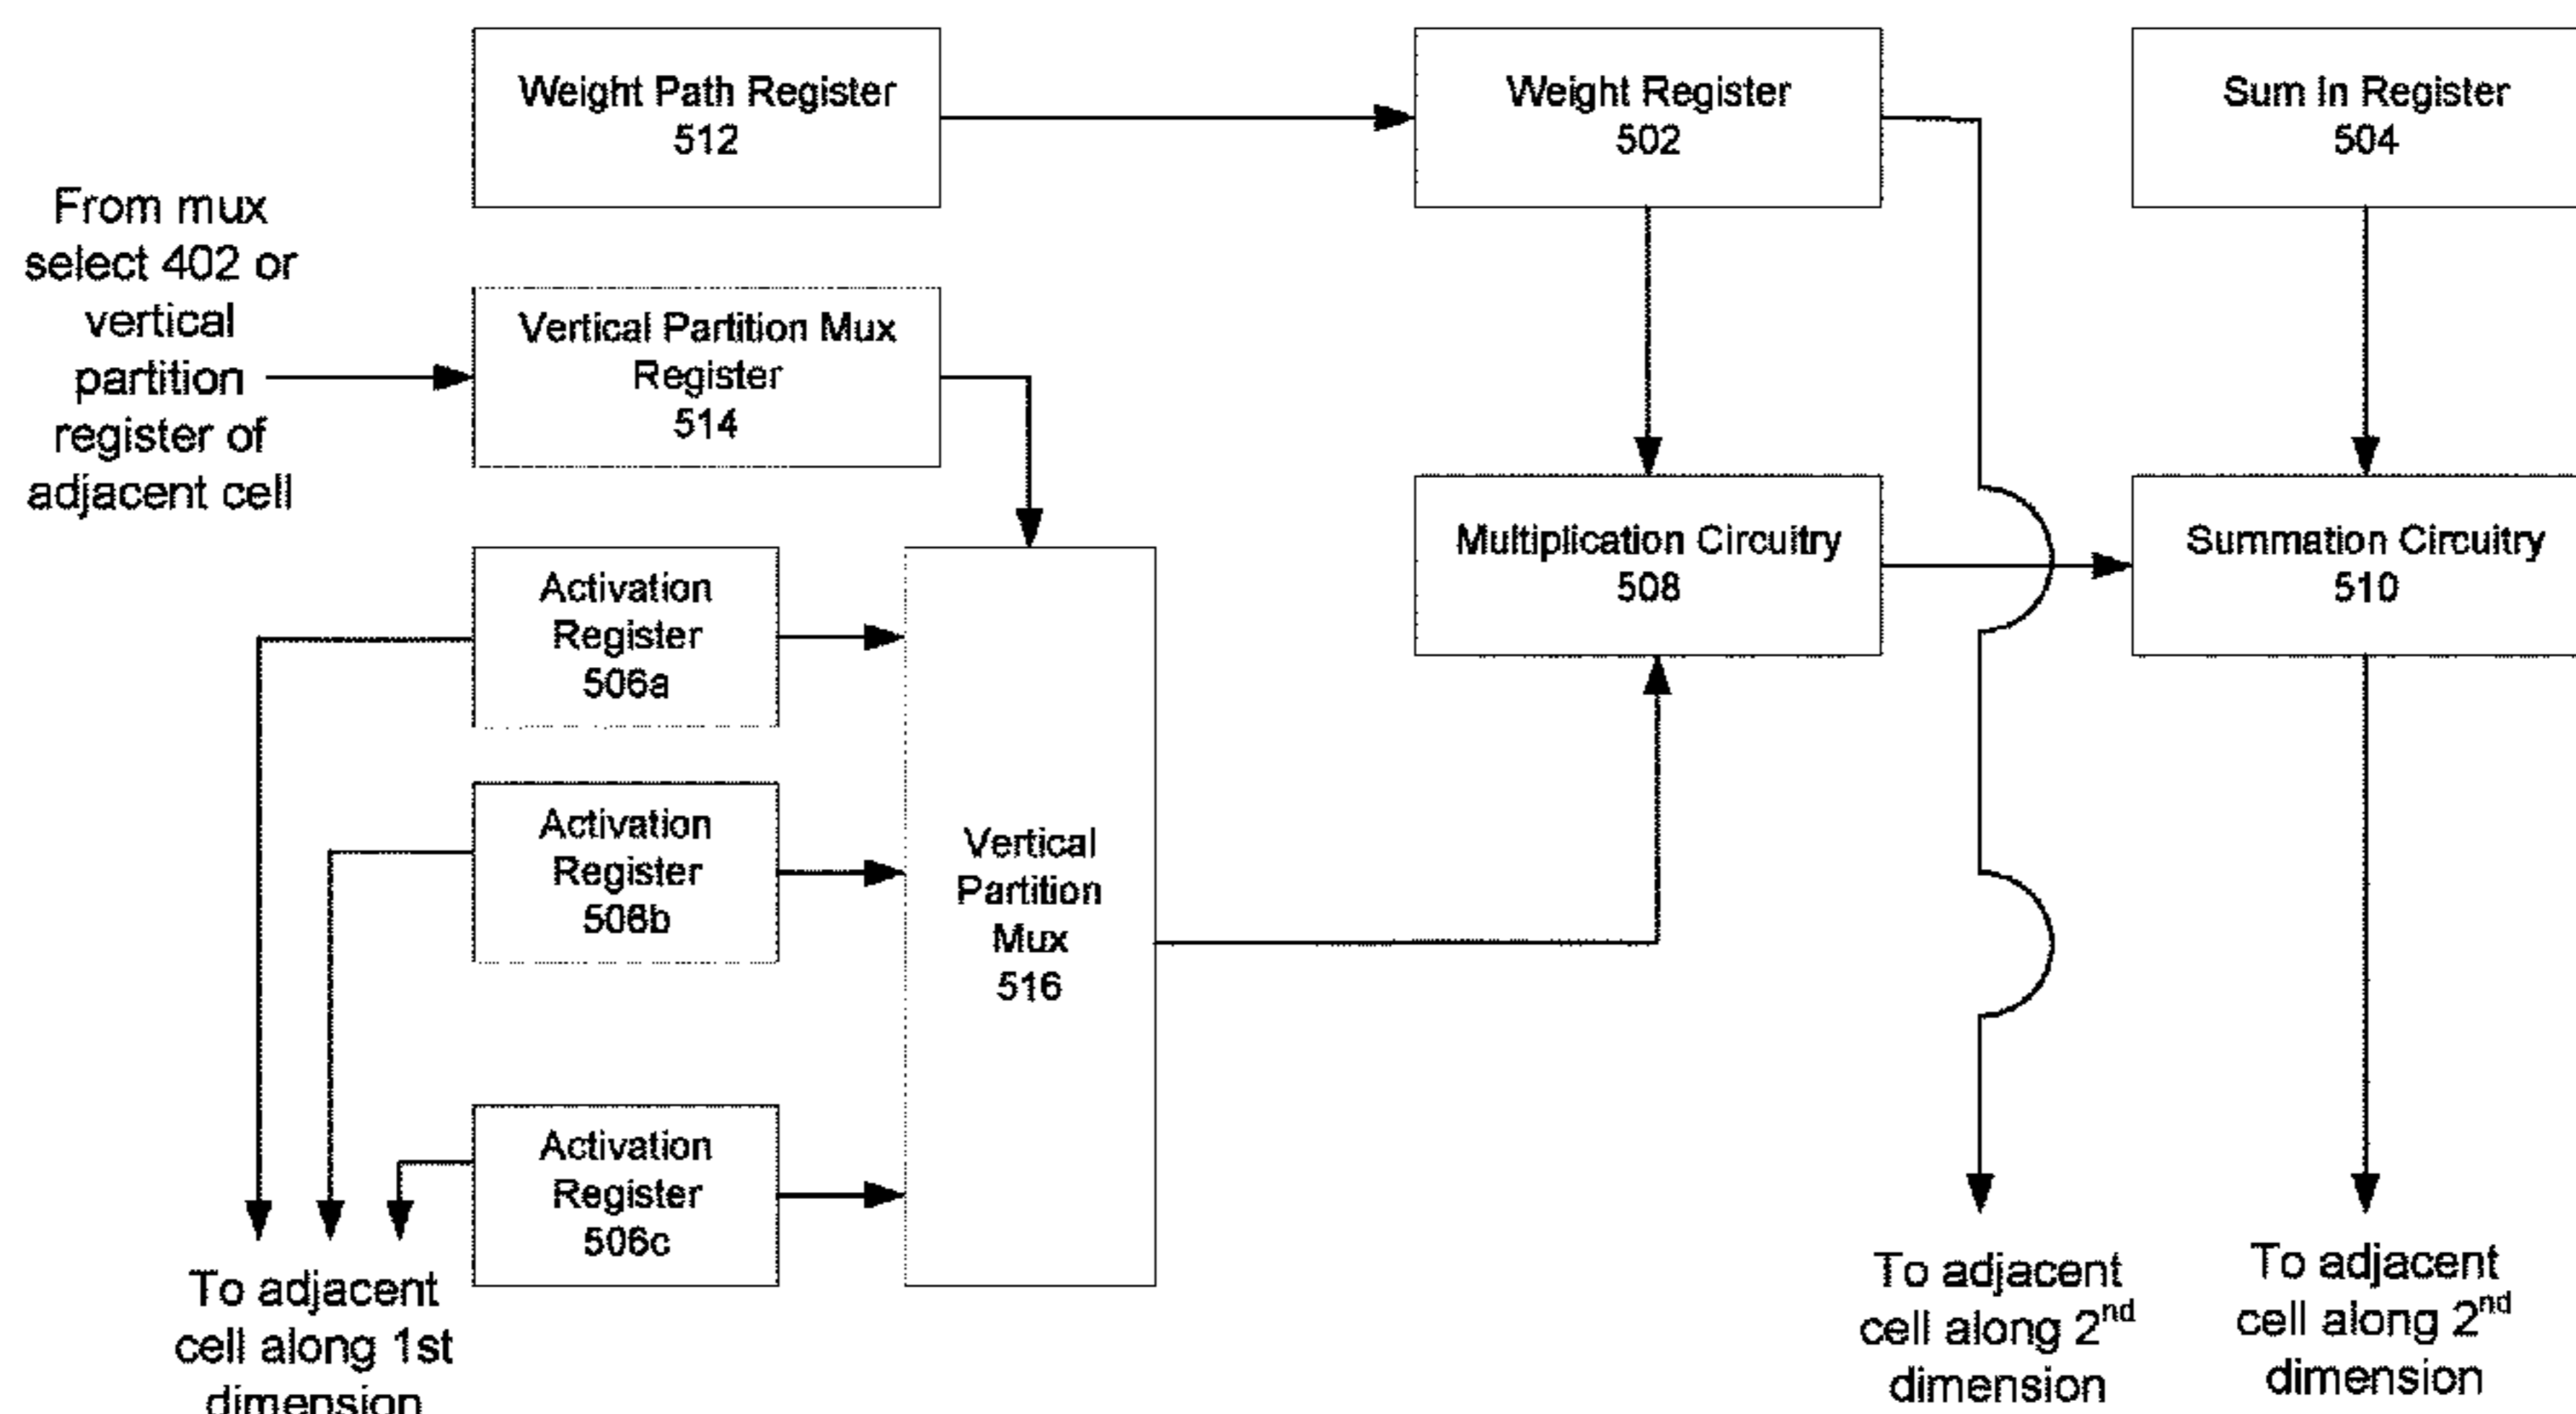 Weight Path Register
512
Weight Register
502
Sum In Register
504
From mux
select 402 or
vertical
partition
register of
adjacent cell
Vertical Partition Mux
Register
514
Multiplication Circuitry
508
Summation Circuitry
510
Activation
Register
506a
Activation
Register
506b
Activation
Register
506c
Vertical
Partition
Mux
516
To adjacent
cell along 1st
dimension
To adjacent
cell along 2nd
dimension
To adjacent
cell along 2nd
dimension